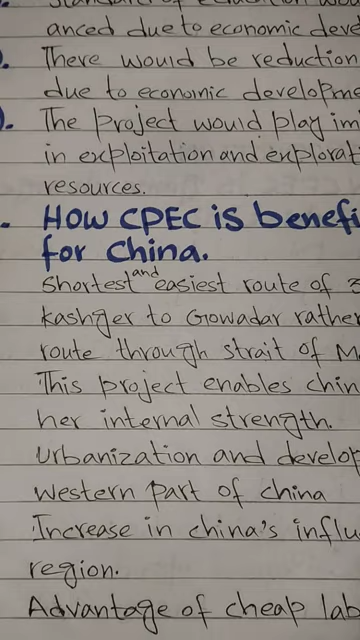 anced due to economic deve
There would be reduction
due to economic developme
The project would play im
in exploitation and explorat
resources.
HOW CPEC is benefi
for China.
Shortest and easiest route of 3
kashger to Gowadar rather
route through strait of M
This project enables chin
her internal strength.
Urbanization and develop
western part of china
Increase in china's influ
region.
Advantage of cheap lab